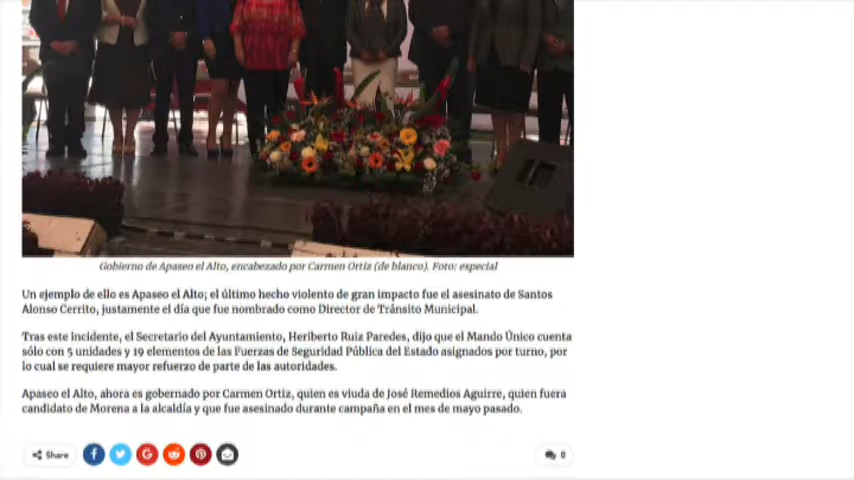 Gobierno de Apaseo el Alto, encabezado por Carmen Ortiz (de blanco). Foto: especial
Un ejemplo de ello es Apaseo el Alto; el último hecho violento de gran impacto fue el asesinato de Santos
Alonso Cerrito, justamente el día que fue nombrado como Director de Tránsito Municipal.
Tras este incidente, el Secretario del Ayuntamiento, Heriberto Ruiz Paredes, dijo que el Mando Único cuenta
sólo con 5 unidades y 19 elementos de las Fuerzas de Seguridad Pública del Estado asignados por turno, por
lo cual se requiere mayor refuerzo de parte de las autoridades.
Apaseo el Alto, ahora es gobernado por Carmen Ortiz, quien es viuda de José Remedios Aguirre, quien fuera
candidato de Morena a la alcaldía y que fue asesinado durante campaña en el mes de mayo pasado.
Share
0